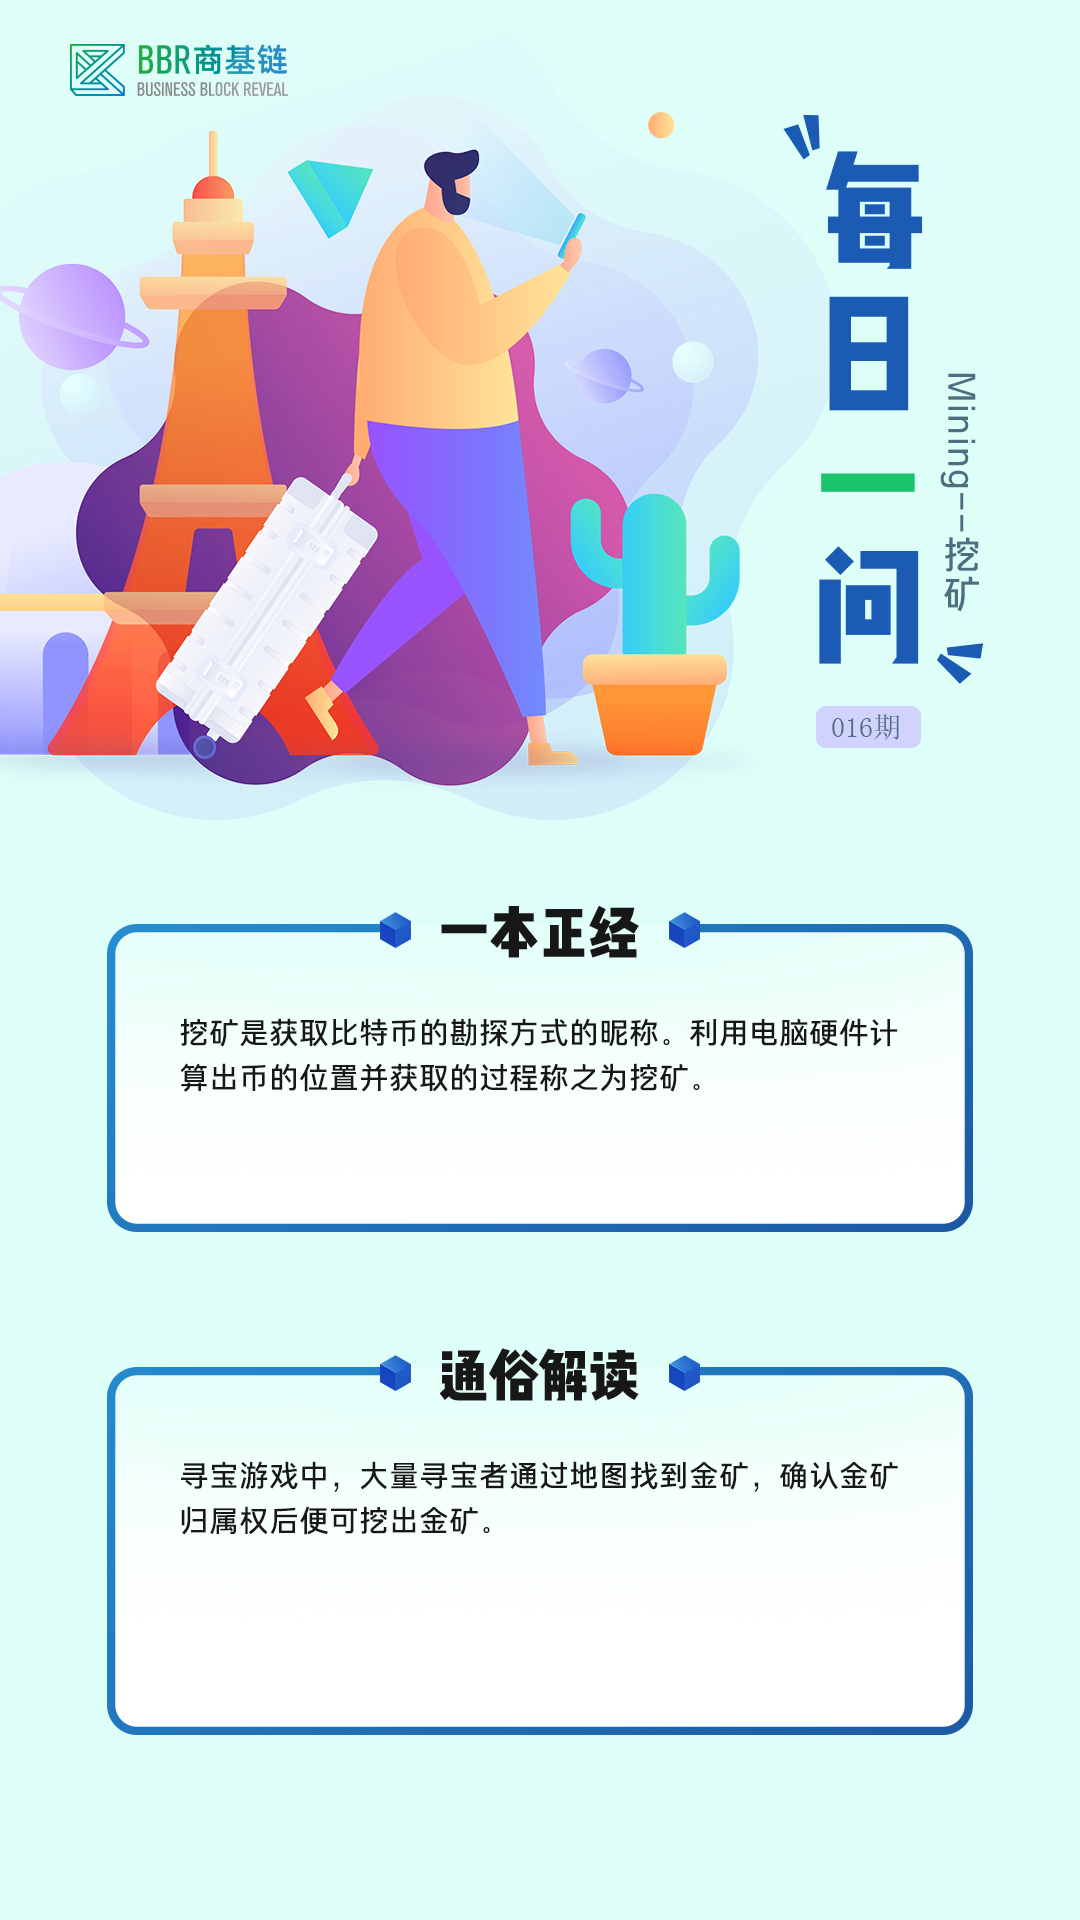 BBR商基链
BUSINESS BLOCK REVEAL
每日一问
Mining--挖矿
016期
一本正经
挖矿是获取比特币的勘探方式的昵称。利用电脑硬件计
算出币的位置并获取的过程称之为挖矿。
通俗解读
寻宝游戏中，大量寻宝者通过地图找到金矿，确认金矿
归属权后便可挖出金矿。